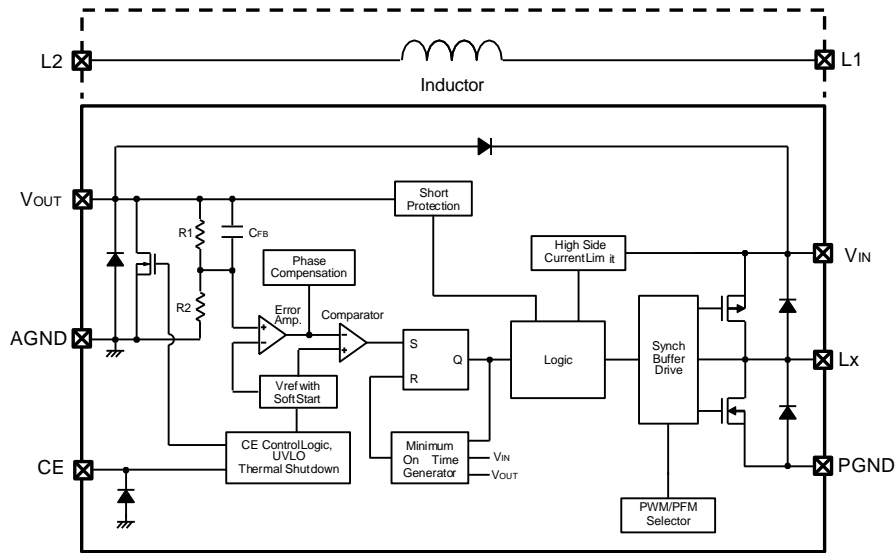 L2
L1
Inductor
VOUT
Short
Protection
R1
CFB
High Side
CurrentLim it
VIN
Phase
Compensation
R2
Error
Amp.
Comparator
AGND
S
Q
R
Logic
Synch
Buffer
Drive
Lx
Vref with
SoftStart
CE
CE ControlLogic,
UVLO
Thermal Shutdown
Minimum
On Time
Generator
VIN
VOUT
PGND
PWM/PFM
Selector